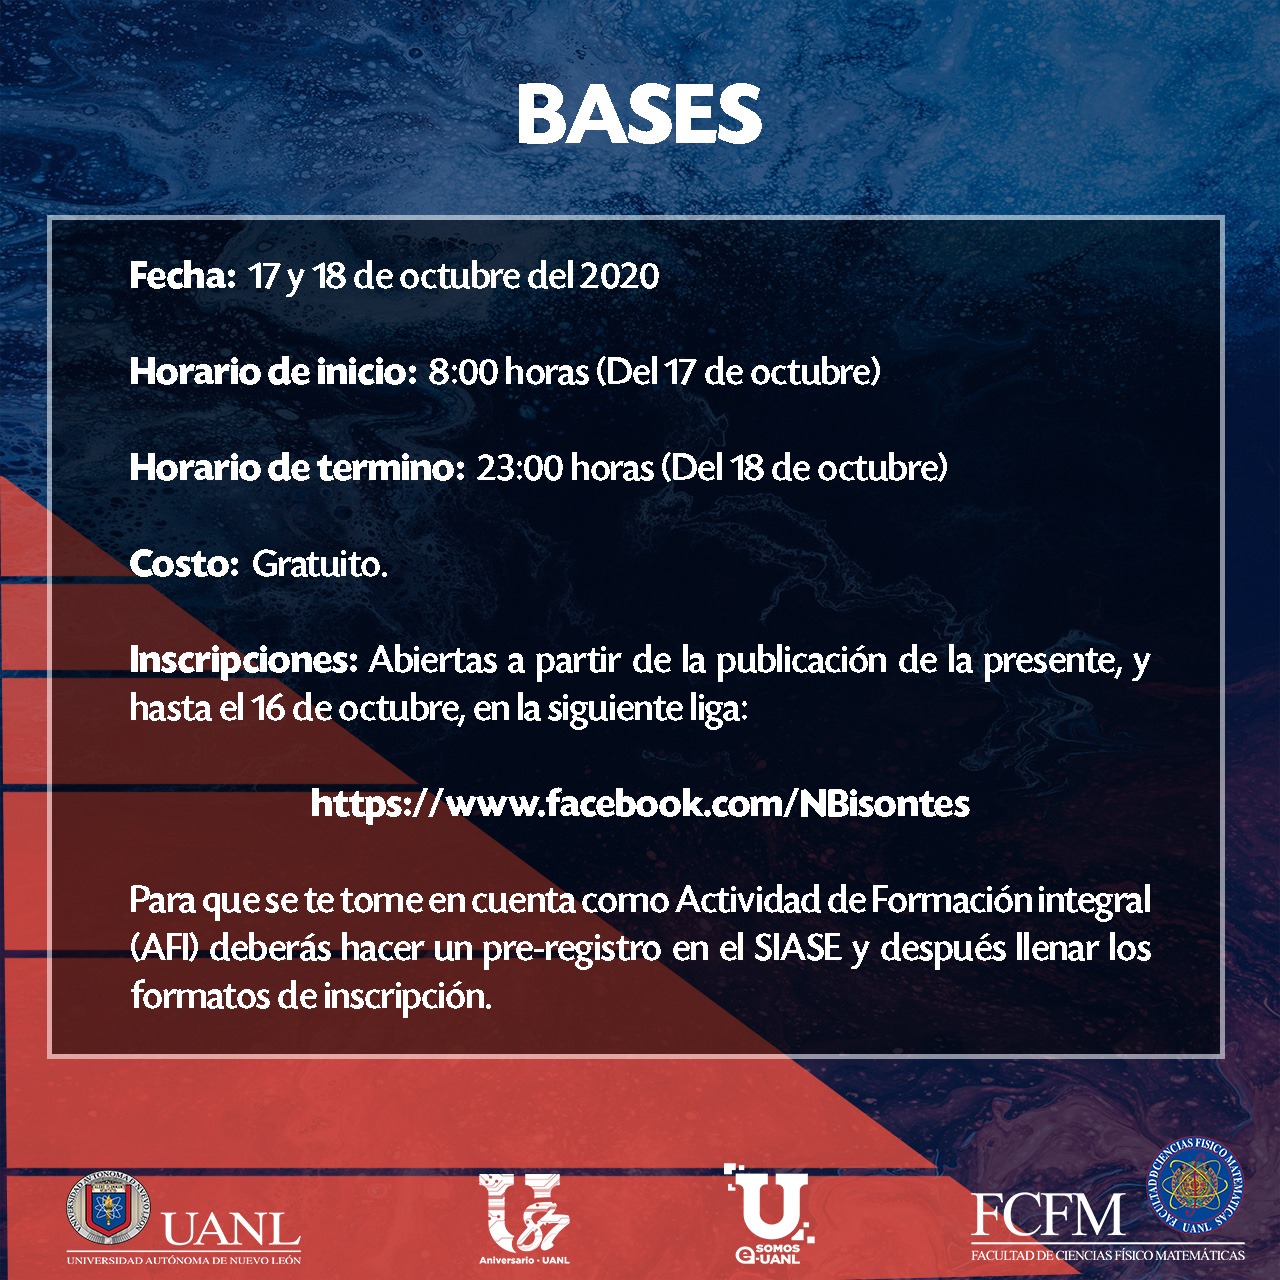 BASES
Fecha: 17 y 18 de octubre del 2020
Horario de inicio: 8:00 horas (Del 17 de octubre)
Horario de termino: 23:00 horas (Del 18 de octubre)
Costo: Gratuito.
Inscripciones: Abiertas a partir de la publicación de la presente, y
hasta el 16 de octubre, en la siguiente liga:
https://www.facebook.com/NBisontes
Para que se te tome en cuenta como Actividad de Formación integral
(AFI) deberás hacer un pre-registro en el SIASE y después llenar los
formatos de inscripción.
UANL
UNIVERSIDAD AUTÓNOMA DE NUEVO LEÓN
U87
Aniversario · UANL
U
SOMOS
e-UANL
FCFM
FACULTAD DE CIENCIAS FÍSICO MATEMÁTICAS
FACULTAD DE CIENCIAS FISICO MATEMATICAS
UANL